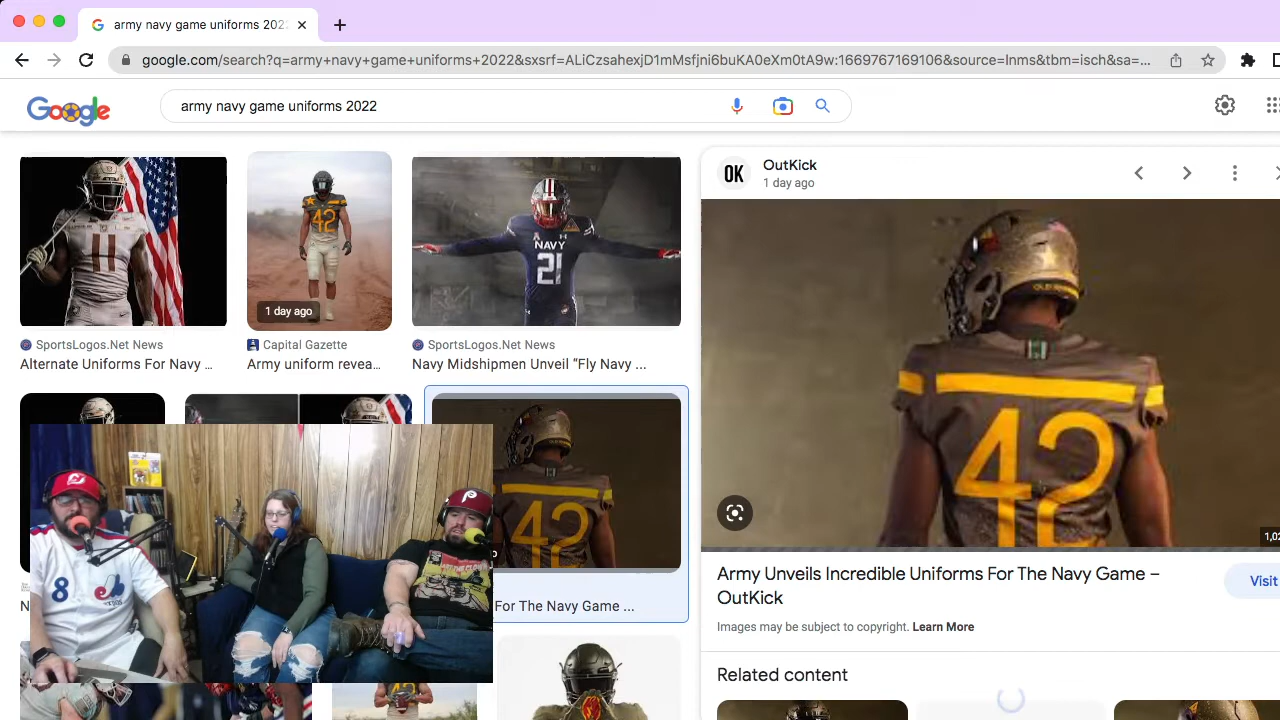 army navy game uniforms 202
google.com/search?q=army+navy+game+uniforms+2022&sxsrf=ALiCzsahexjD1mMsfjni6buKA0eXm0tA9w:1669767169106&source=lnms&tbm=isch&sa=...
Google
army navy game uniforms 2022
OK
OutKick
1 day ago
11
42
NAVY
21
1 day ago
SportsLogos.Net News
Alternate Uniforms For Navy ...
Capital Gazette
Army uniform revea...
SportsLogos.Net News
Navy Midshipmen Unveil "Fly Navy ...
42
42
8
P
For The Navy Game ...
Army Unveils Incredible Uniforms For The Navy Game –
OutKick
Visit
Images may be subject to copyright. Learn More
Related content